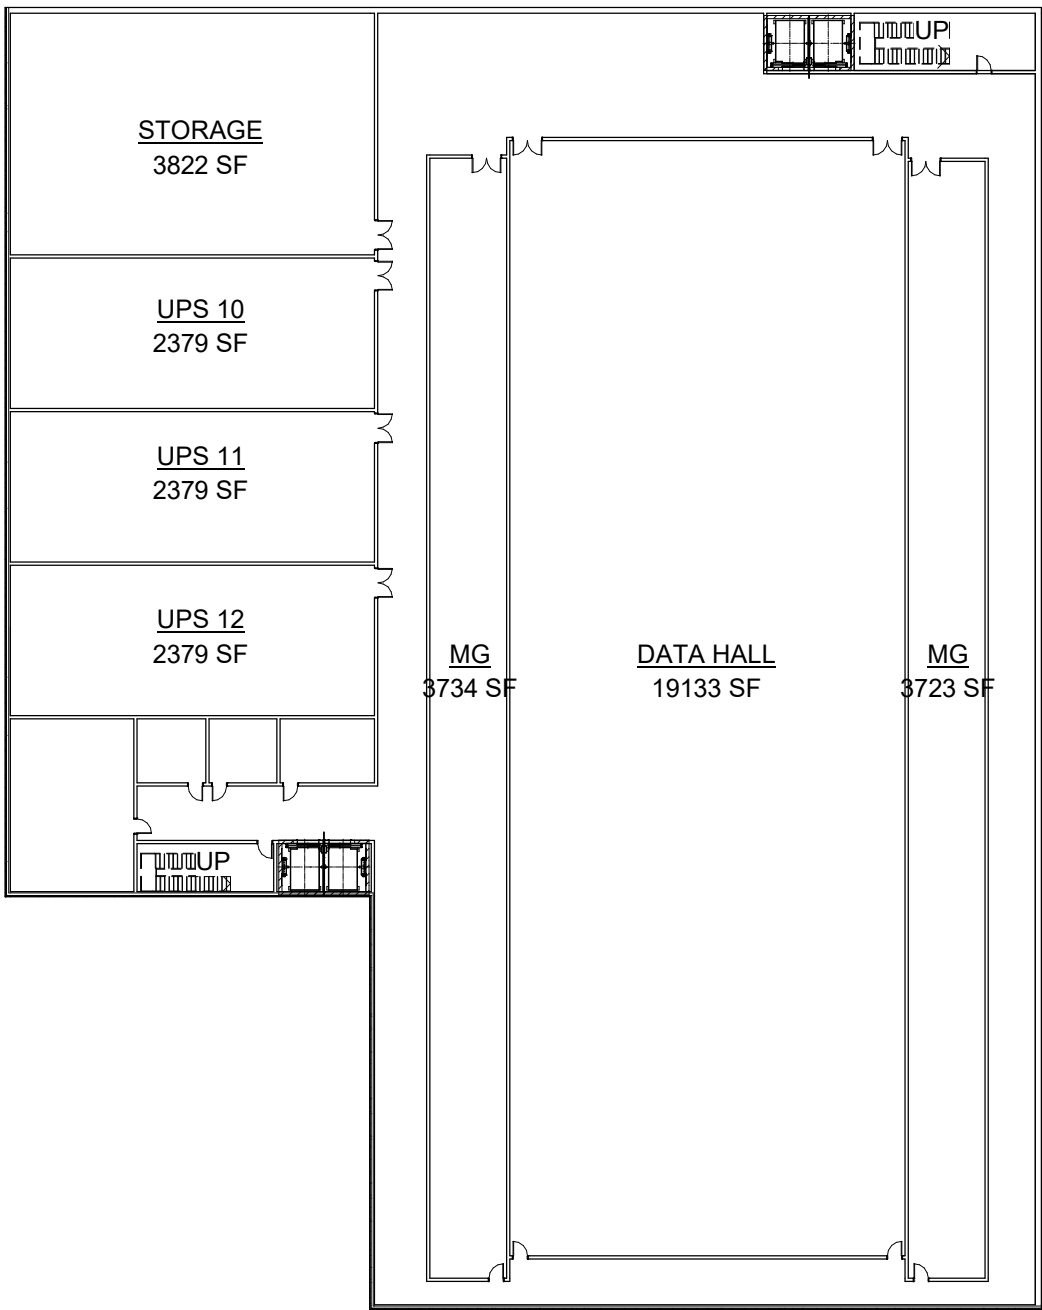 UP
STORAGE
3822 SF
UPS 10
2379 SF
UPS 11
2379 SF
UPS 12
2379 SF
MG
3734 SF
DATA HALL
19133 SF
MG
3723 SF
UP